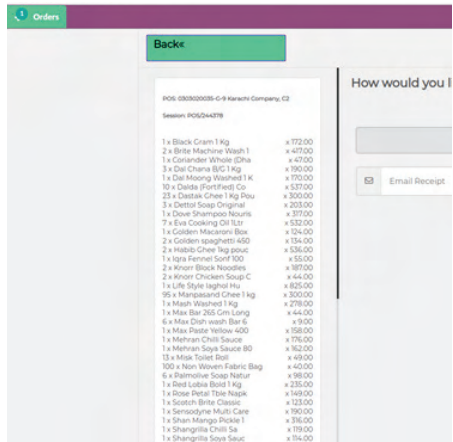 1 Orders
Back«
How would you li
POS: 0303020035-G-9 Karachi Company, C2
Session: POS/244378
1 x Black Gram 1 Kg x 172.00
2 x Brite Machine Wash 1 x 417.00
1 x Coriander Whole (Dha x 47.00
3 x Dal Chana B/G 1 Kg x 190.00
1 x Dal Moong Washed 1 K x 170.00
10 x Dalda (Fortified) Co x 537.00
23 x Dastak Ghee 1 Kg Pou x 300.00
3 x Dettol Soap Original x 203.00
1 x Dove Shampoo Nouris x 317.00
7 x Eva Cooking Oil 1Ltr x 532.00
1 x Golden Macaroni Box x 124.00
2 x Golden spaghetti 450 x 134.00
2 x Habib Ghee 1kg pouc x 536.00
1 x Iqra Fennel Sonf 100 x 55.00
2 x Knorr Block Noodles x 187.00
2 x Knorr Chicken Soup C x 44.00
1 x Life Style Iaghol Hu x 825.00
95 x Manpasand Ghee 1 kg x 300.00
1 x Mash Washed 1 Kg x 278.00
1 x Max Bar 265 Gm Long x 44.00
6 x Max Dish wash Bar 6 x 9.00
1 x Max Paste Yellow 400 x 158.00
1 x Mehran Chilli Sauce x 176.00
1 x Mehran Soya Sauce 80 x 162.00
13 x Misk Toilet Roll x 49.00
100 x Non Woven Fabric Bag x 40.00
6 x Palmolive Soap Natur x 98.00
1 x Red Lobia Bold 1 Kg x 235.00
1 x Rose Petal Tble Napk x 149.00
1 x Scotch Brite Classic x 123.00
1 x Sensodyne Multi Care x 190.00
1 x Shan Mango Pickle 1 x 316.00
1 x Shangrilla Chilli Sa x 119.00
1 x Shangrilla Soya Sauc x 114.00
Email Receipt